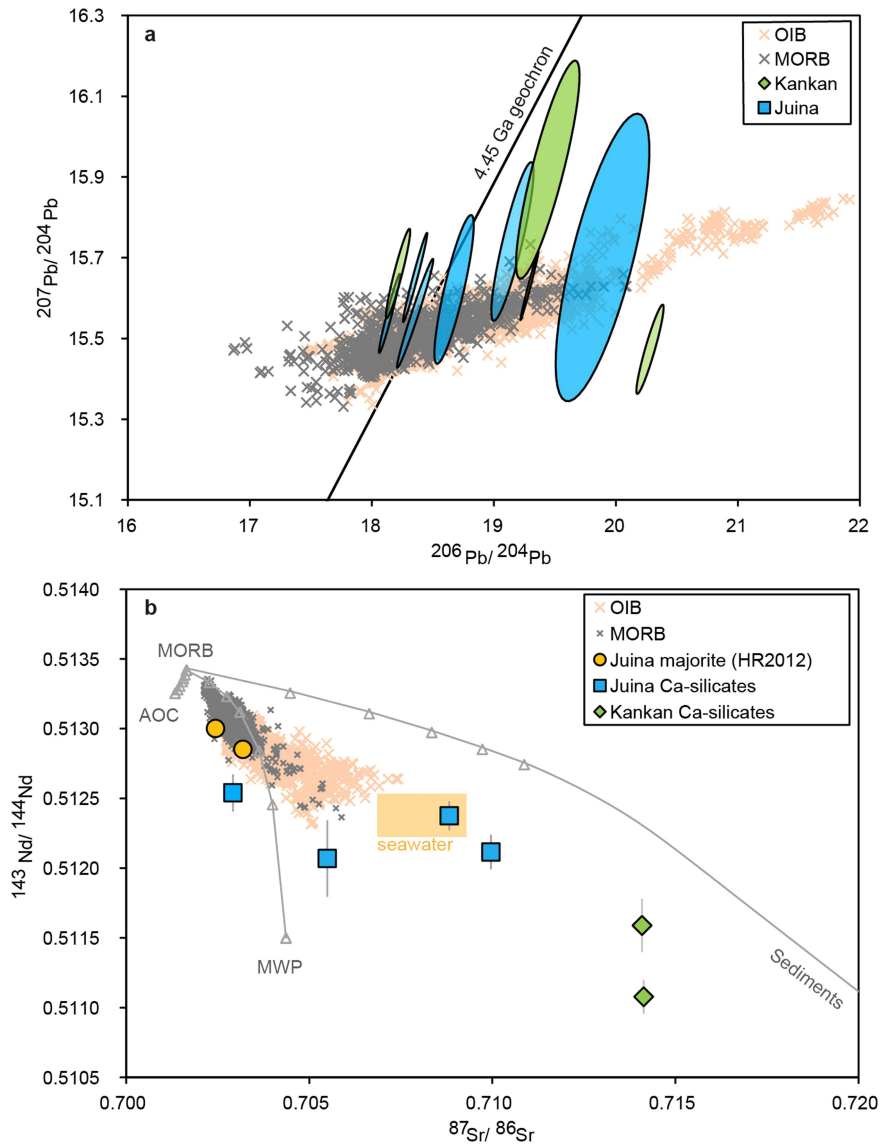 a
OIB
MORB
Kankan
Juina
4.45 Ga geochron
16.3
16.1
15.9
15.7
15.5
15.3
15.1
207Pb/ 204Pb
16 17 18 19 20 21 22
206Pb/ 204Pb
b
OIB
MORB
Juina majorite (HR2012)
Juina Ca-silicates
Kankan Ca-silicates
MORB
AOC
seawater
MWP
Sediments
0.5140
0.5135
0.5130
0.5125
0.5120
0.5115
0.5110
0.5105
143Nd/ 144Nd
0.700 0.705 0.710 0.715 0.720
87Sr/ 86Sr